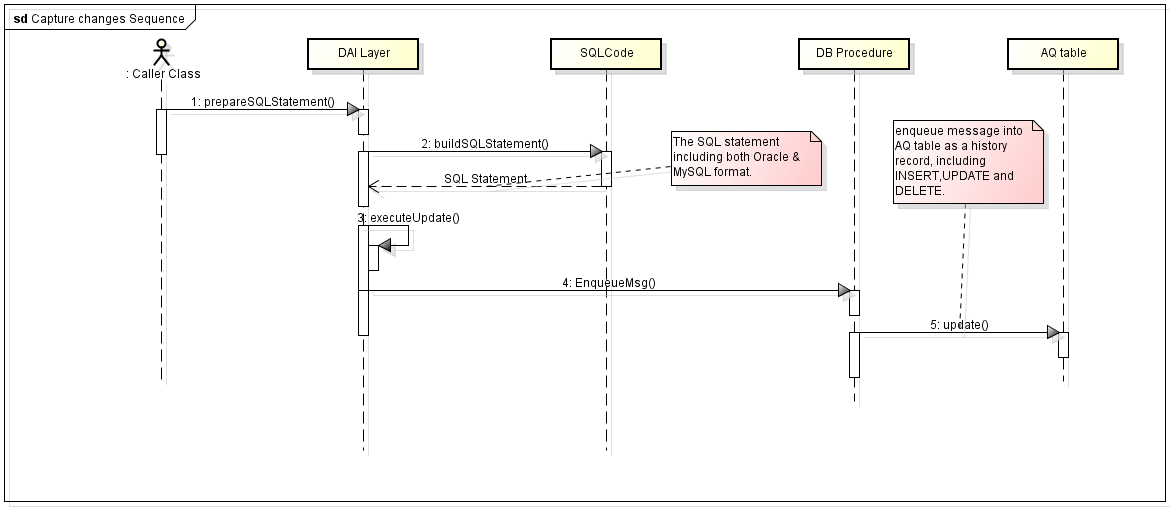 sd Capture changes Sequence
: Caller Class
DAI Layer
SQLCode
DB Procedure
AQ table
1: prepareSQLStatement()
2: buildSQLStatement()
SQL Statement
The SQL statement
including both Oracle &
MySQL format.
enqueue message into
AQ table as a history
record, including
INSERT,UPDATE and
DELETE.
3: executeUpdate()
4: EnqueueMsg()
5: update()